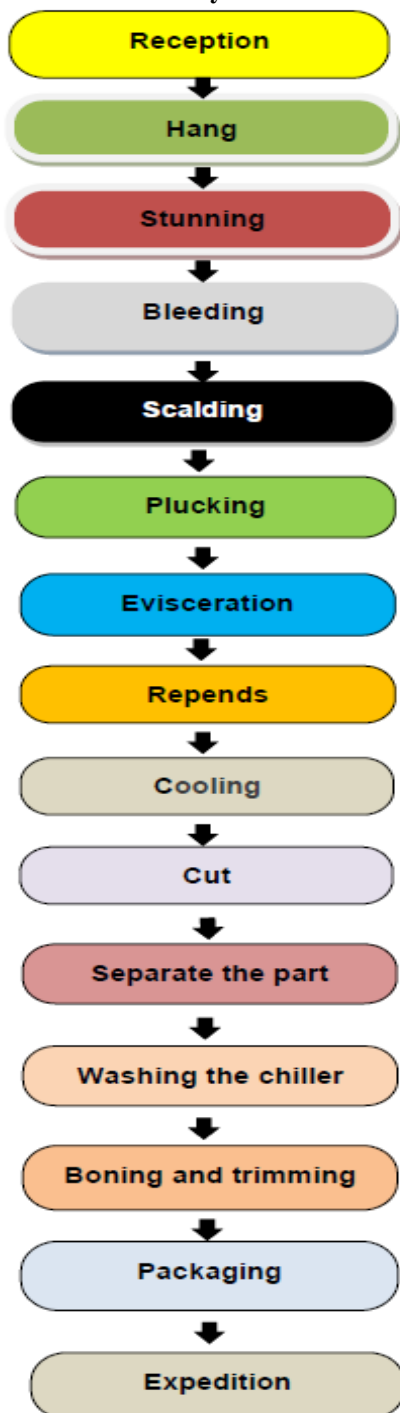 Reception
Hang
Stunning
Bleeding
Scalding
Plucking
Evisceration
Repends
Cooling
Cut
Separate the part
Washing the chiller
Boning and trimming
Packaging
Expedition